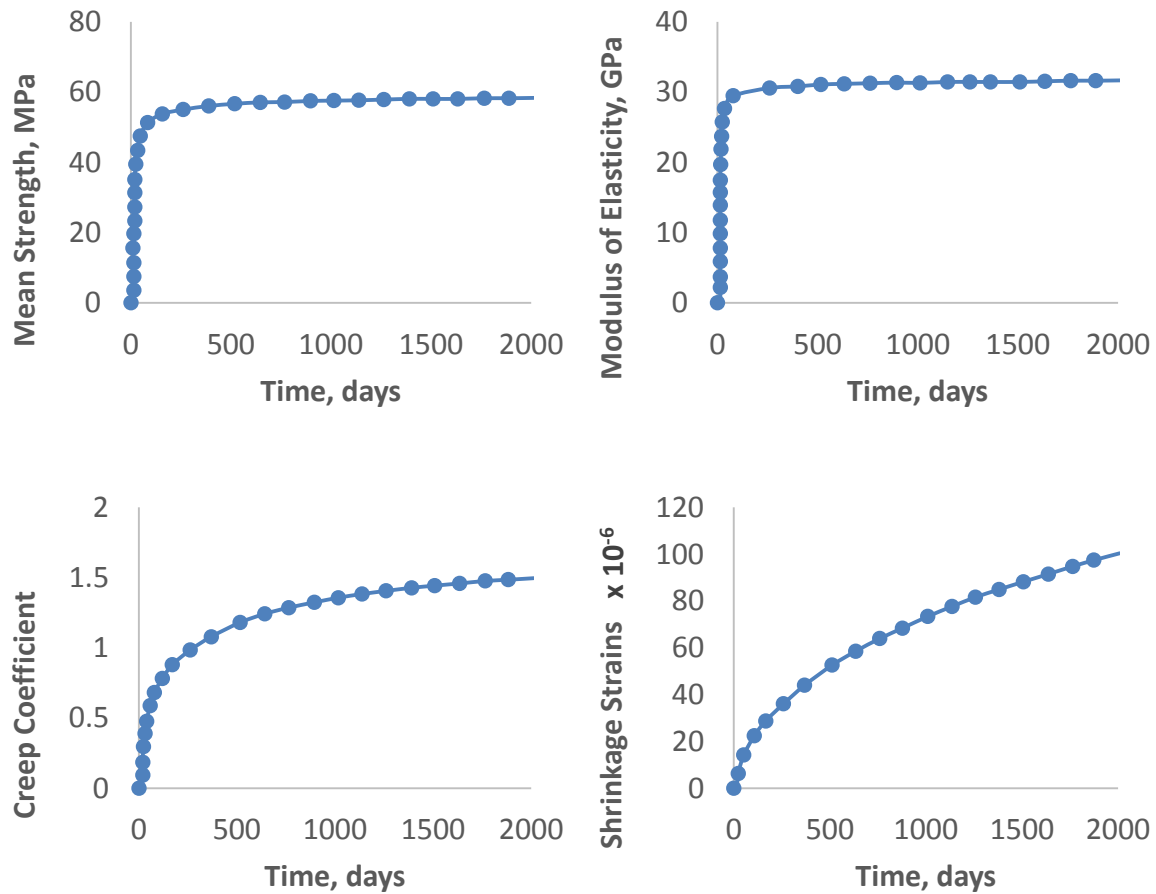 80
60
40
20
0
Mean Strength, MPa
0 500 1000 1500 2000
Time, days
40
30
20
10
0
Modulus of Elasticity, GPa
0 500 1000 1500 2000
Time, days
2
1.5
1
0.5
0
Creep Coefficient
0 500 1000 1500 2000
Time, days
120
100
80
60
40
20
0
Shrinkage Strains x 10⁻⁶
0 500 1000 1500 2000
Time, days